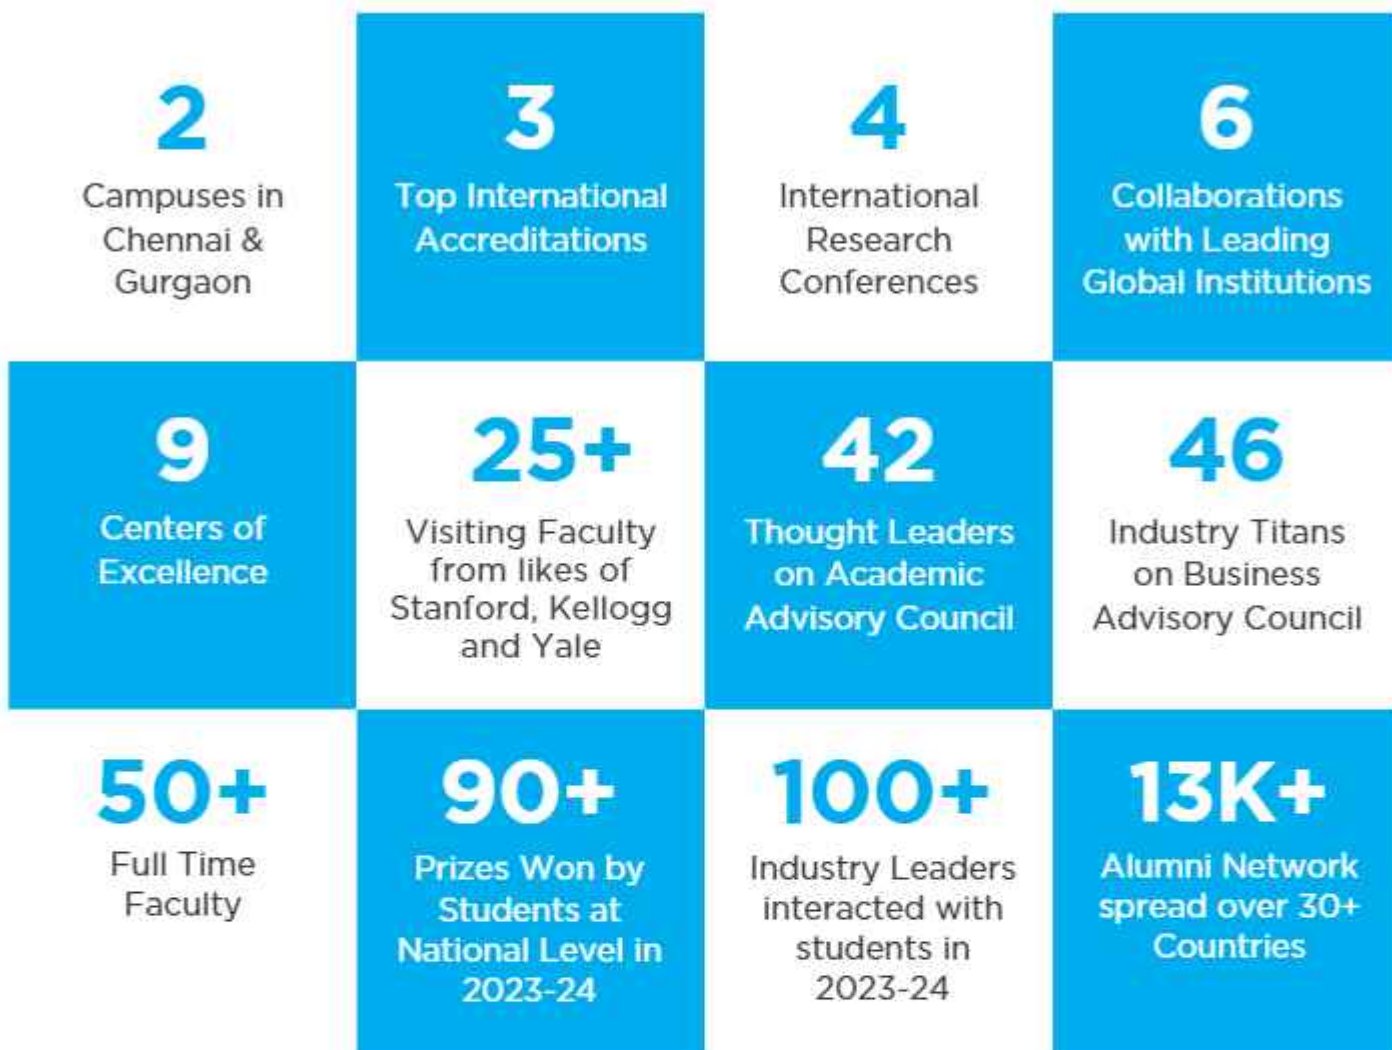 2
Campuses in
Chennai &
Gurgaon
3
Top International
Accreditations
4
International
Research
Conferences
6
Collaborations
with Leading
Global Institutions
9
Centers of
Excellence
25+
Visiting Faculty
from likes of
Stanford, Kellogg
and Yale
42
Thought Leaders
on Academic
Advisory Council
46
Industry Titans
on Business
Advisory Council
50+
Full Time
Faculty
90+
Prizes Won by
Students at
National Level in
2023-24
100+
Industry Leaders
interacted with
students in
2023-24
13K+
Alumni Network
spread over 30+
Countries